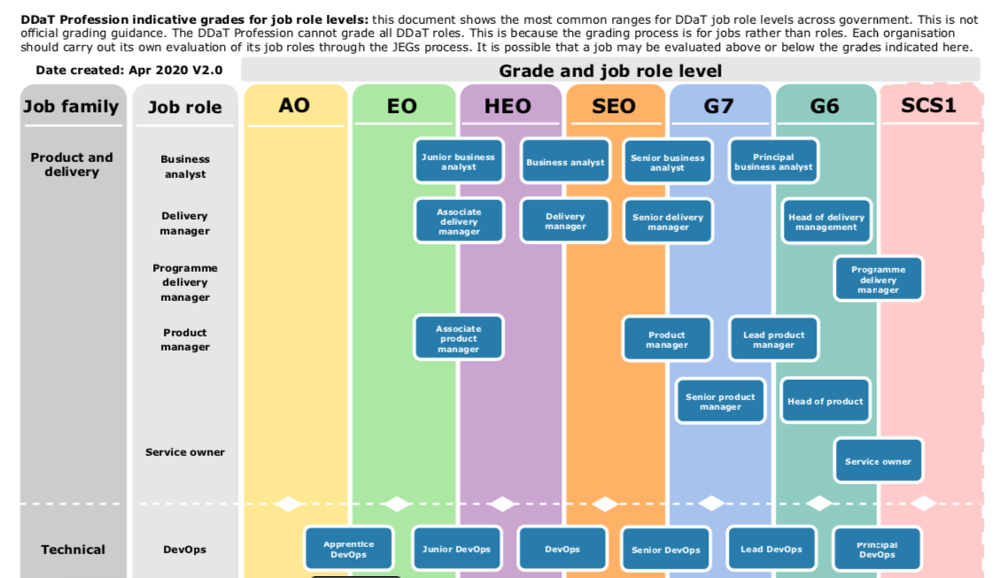 DDaT Profession indicative grades for job role levels: this document shows the most common ranges for DDaT job role levels across government. This is not
official grading guidance. The DDaT Profession cannot grade all DDaT roles. This is because the grading process is for jobs rather than roles. Each organisation
should carry out its own evaluation of its job roles through the JEGs process. It is possible that a job may be evaluated above or below the grades indicated here.
Date created: Apr 2020 V2.0
Grade and job role level
Job family
Job role
AO
EO
HEO
SEO
G7
G6
SCS1
Product and
delivery
Business
analyst
Junior business
analyst
Business analyst
Senior business
analyst
Principal
business analyst
Delivery
manager
Associate
delivery
manager
Delivery
manager
Senior delivery
manager
Head of delivery
management
Programme
delivery
manager
Programme
delivery
manager
Product
manager
Associate
product
manager
Product
manager
Lead product
manager
Senior product
manager
Head of product
Service owner
Service owner
Technical
DevOps
Apprentice
DevOps
Junior DevOps
DevOps
Senior DevOps
Lead DevOps
Principal
DevOps